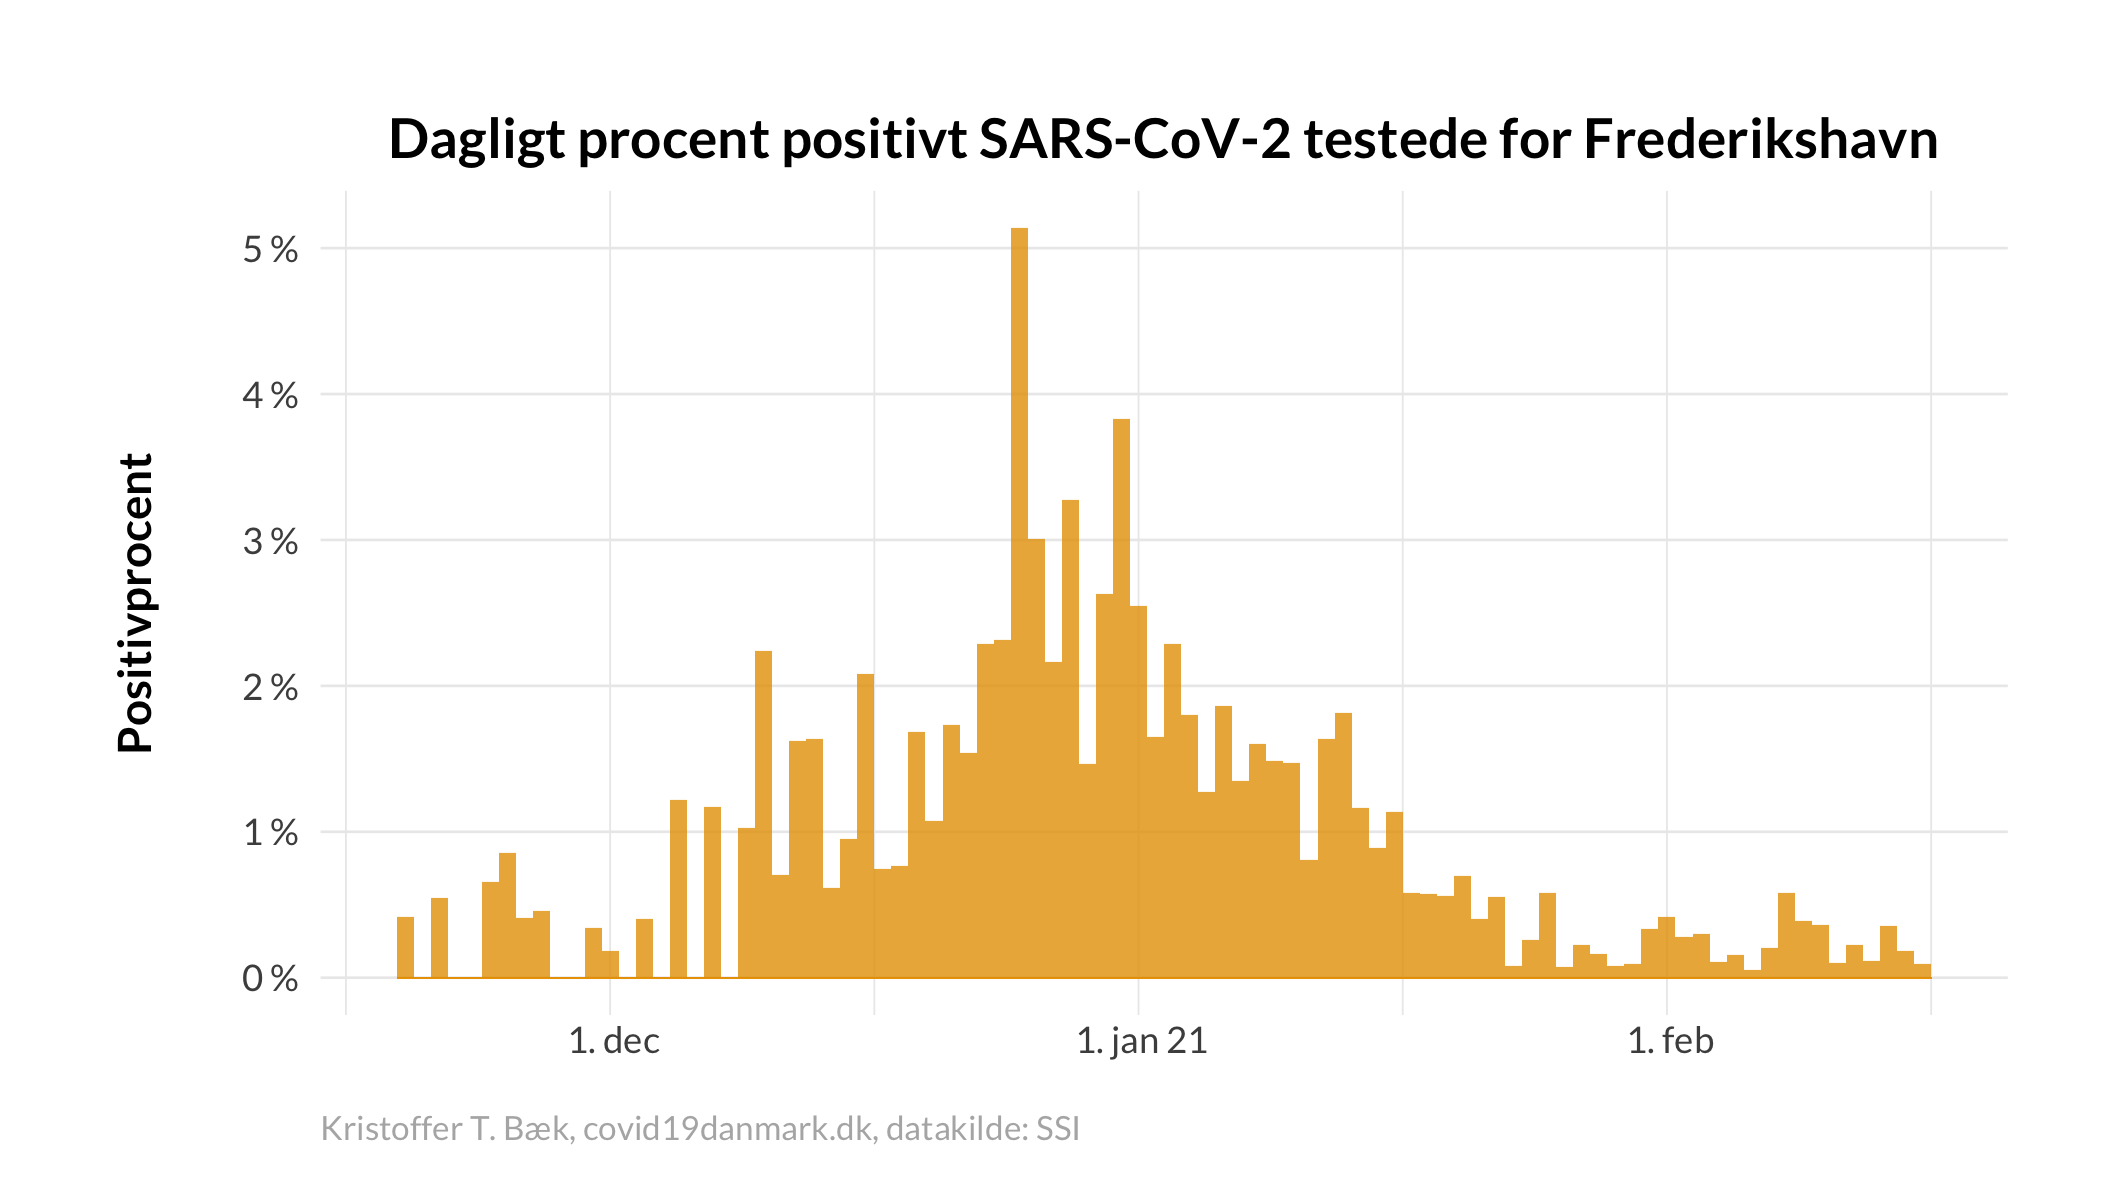 Dagligt procent positivt SARS-CoV-2 testede for Frederikshavn
Positivprocent
5 %
4 %
3 %
2 %
1 %
0 %
1. dec
1. jan 21
1. feb
Kristoffer T. Bæk, covid19danmark.dk, datakilde: SSI